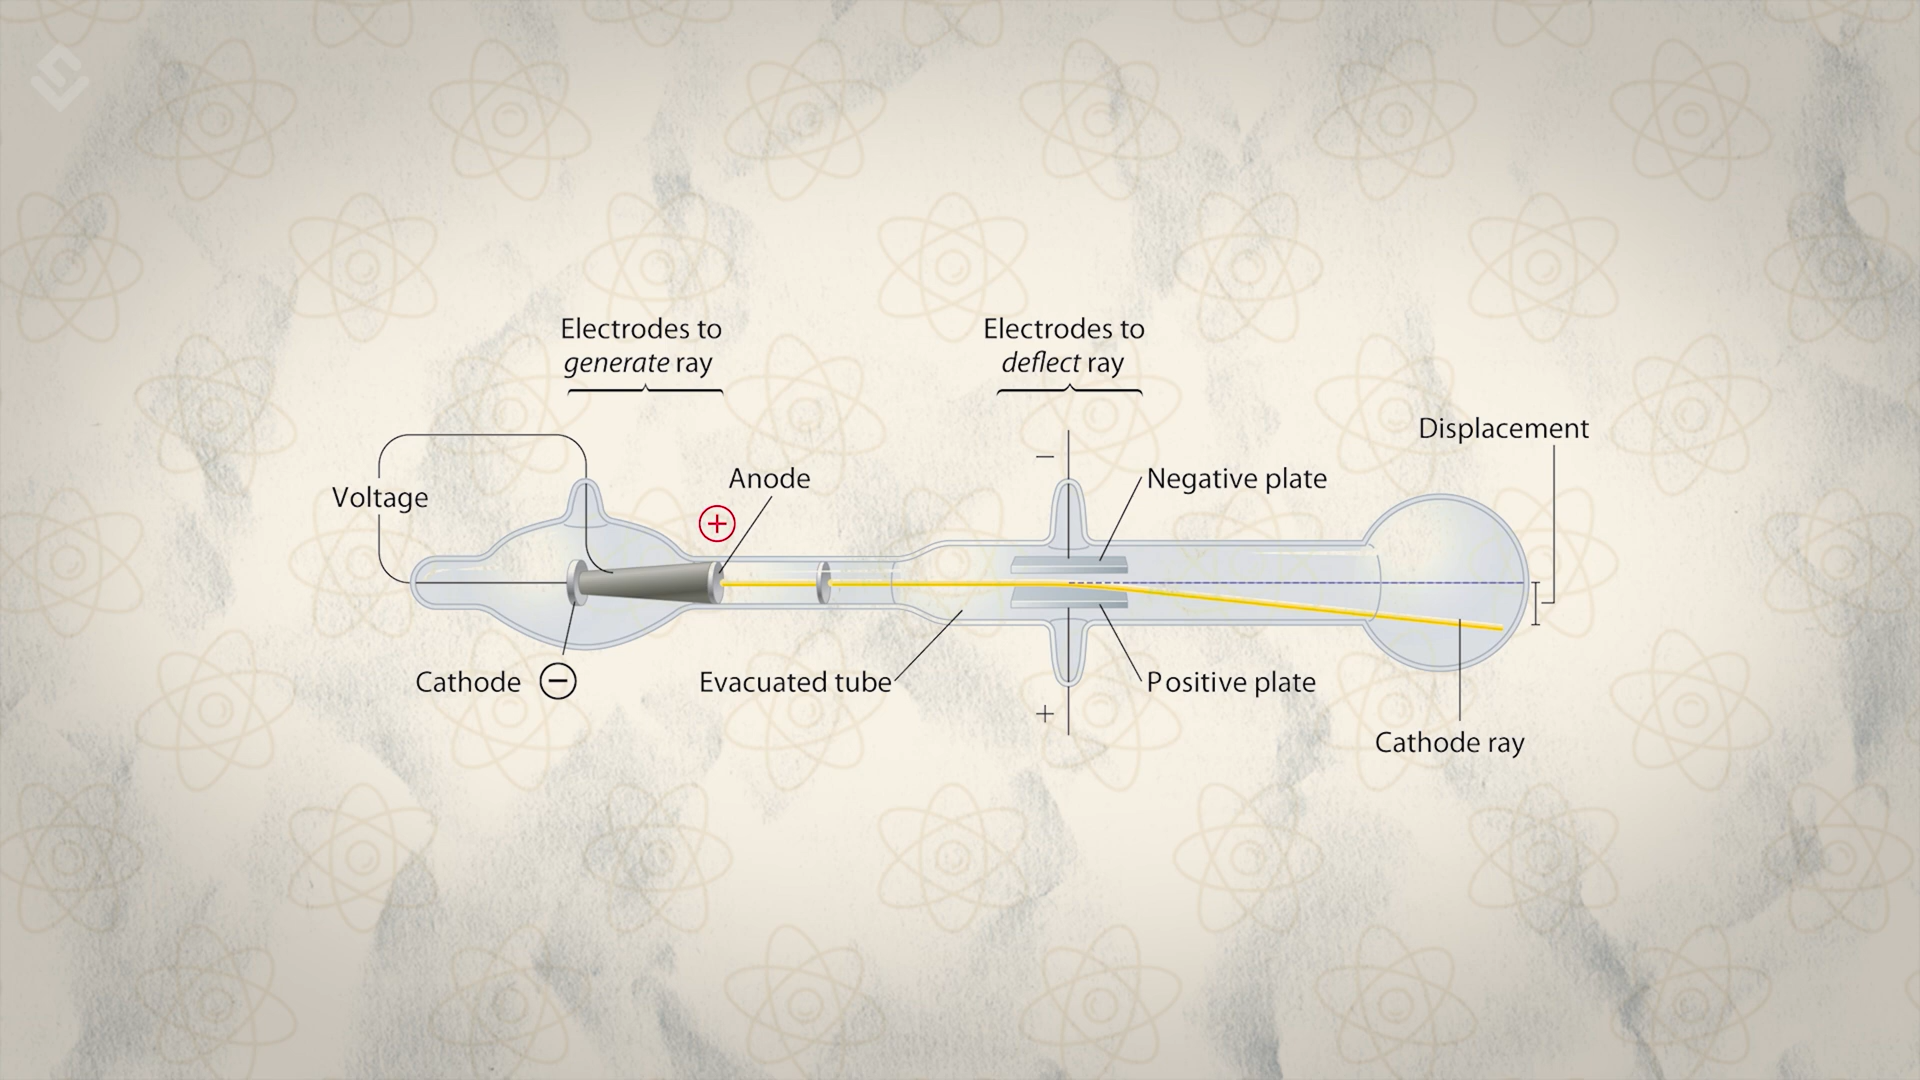 Electrodes to
generate ray
Electrodes to
deflect ray
Displacement
Voltage
Anode
+
−
Negative plate
Cathode −
Evacuated tube
Positive plate
+
Cathode ray